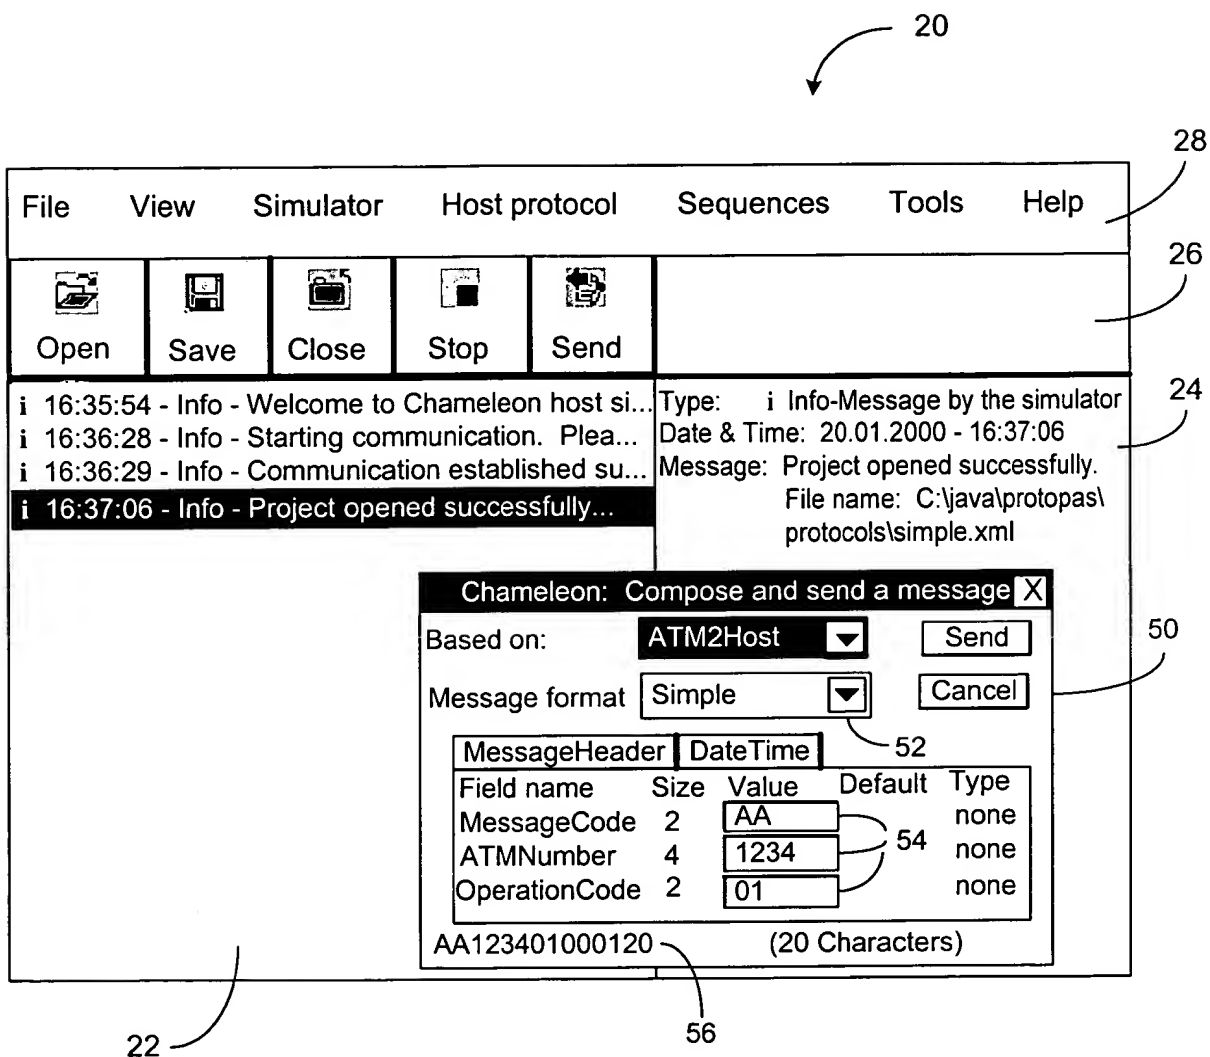 20
28
File View Simulator Host protocol Sequences Tools Help
26
Open Save Close Stop Send
24
i 16:35:54 - Info - Welcome to Chameleon host si...
i 16:36:28 - Info - Starting communication. Plea...
i 16:36:29 - Info - Communication established su...
i 16:37:06 - Info - Project opened successfully...
Type: i Info-Message by the simulator
Date & Time: 20.01.2000 - 16:37:06
Message: Project opened successfully.
File name: C:\java\protopas\
protocols\simple.xml
Chameleon: Compose and send a message X
Based on: ATM2Host Send
50
Message format Simple Cancel
52
MessageHeader DateTime
Field name Size Value Default Type
MessageCode 2 AA none
ATMNumber 4 1234 none
54
OperationCode 2 01 none
AA123401000120 (20 Characters)
22
56